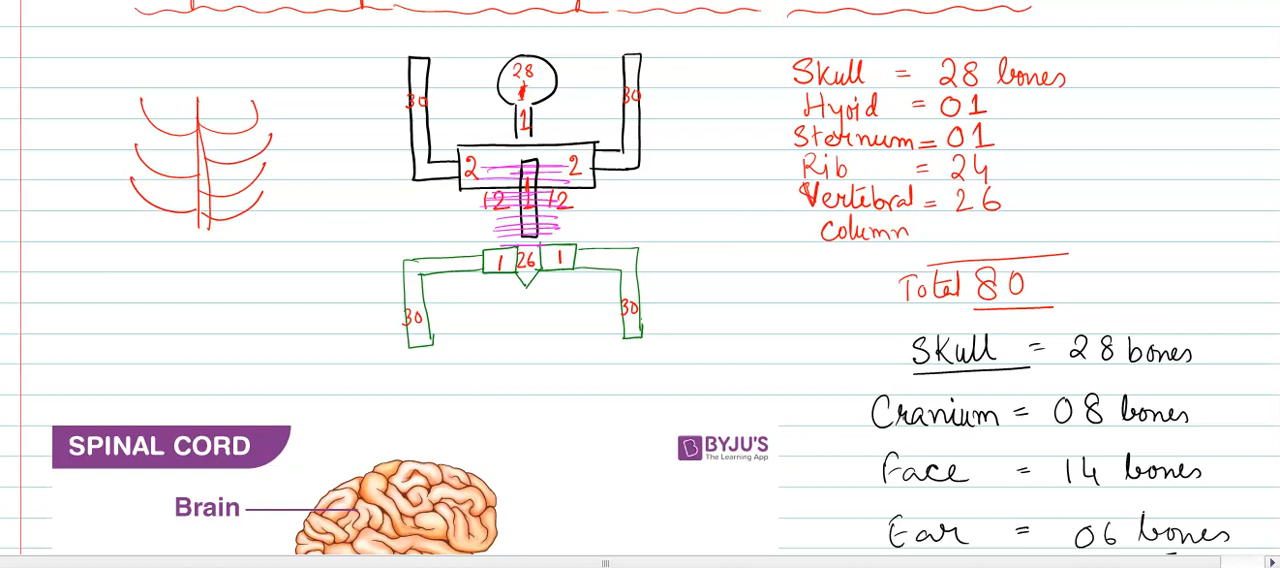 28
1
30
30
2
2
12
1
12
1
26
1
30
30
Skull = 28 bones
Hyoid = 01
Sternum = 01
Rib = 24
Vertebral = 26
Column
Total 80
Skull = 28 bones
Cranium = 08 bones
Face = 14 bones
Ear = 06 bones
SPINAL CORD
BYJU'S
The Learning App
Brain